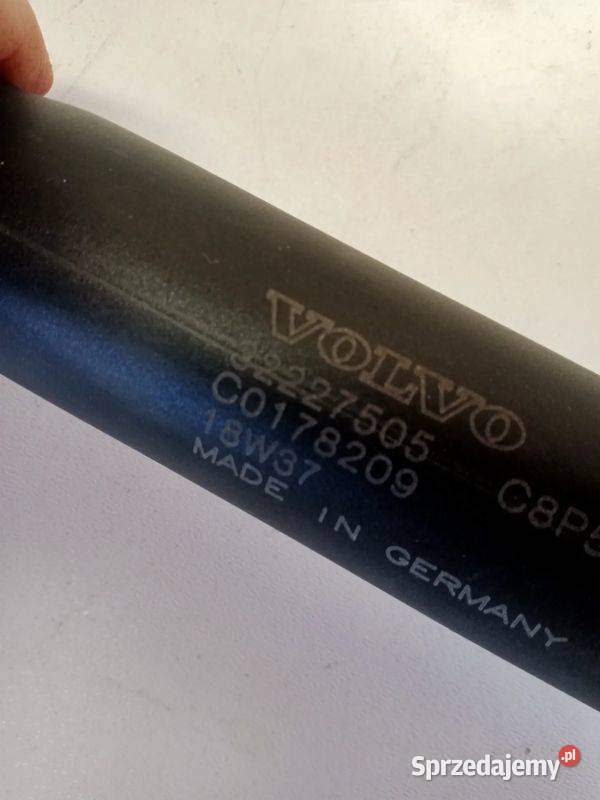 VOLVO
32227505
C0178209 C8P5
18W37
MADE IN GERMANY
Sprzedajemy.pl